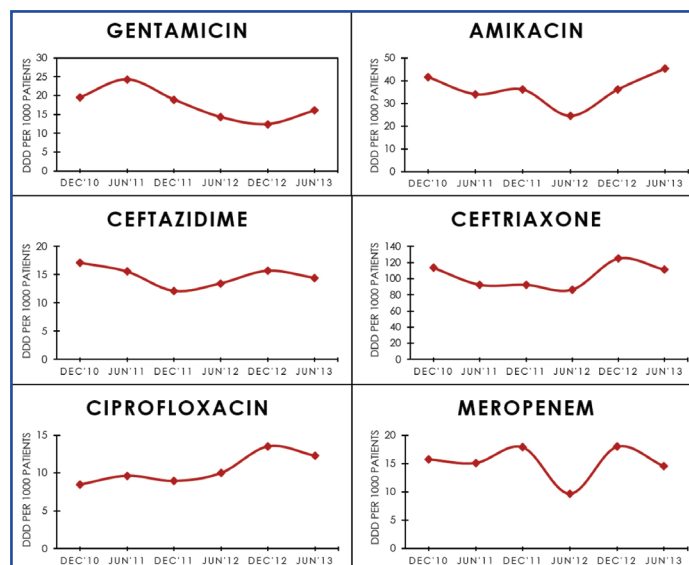 GENTAMICIN
DDD PER 1000 PATIENTS
30
25
20
15
10
5
0
DEC'10 JUN'11 DEC'11 JUN'12 DEC'12 JUN'13
AMIKACIN
DDD PER 1000 PATIENTS
50
40
30
20
10
0
DEC'10 JUN'11 DEC'11 JUN'12 DEC'12 JUN'13
CEFTAZIDIME
DDD PER 1000 PATIENTS
20
15
10
5
0
DEC'10 JUN'11 DEC'11 JUN'12 DEC'12 JUN'13
CEFTRIAXONE
DDD PER 1000 PATIENTS
140
120
100
80
60
40
20
0
DEC'10 JUN'11 DEC'11 JUN'12 DEC'12 JUN'13
CIPROFLOXACIN
DDD PER 1000 PATIENTS
15
10
5
0
DEC'10 JUN'11 DEC'11 JUN'12 DEC'12 JUN'13
MEROPENEM
DDD PER 1000 PATIENTS
20
15
10
5
0
DEC'10 JUN'11 DEC'11 JUN'12 DEC'12 JUN'13